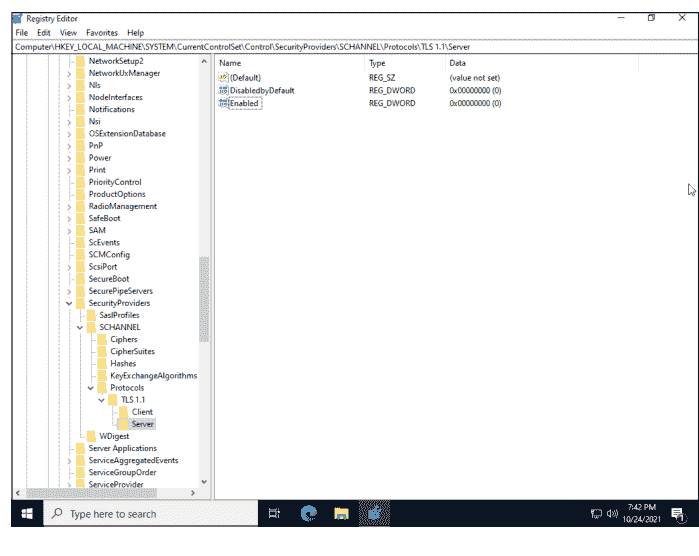 Registry Editor
File Edit View Favorites Help
Computer\HKEY_LOCAL_MACHINE\SYSTEM\CurrentControlSet\Control\SecurityProviders\SCHANNEL\Protocols\TLS 1.1\Server
NetworkSetup2
NetworkUxManager
Nls
NodeInterfaces
Notifications
Nsi
OSExtensionDatabase
PnP
Power
Print
PriorityControl
ProductOptions
RadioManagement
SafeBoot
SAM
ScEvents
SCMConfig
ScsiPort
SecureBoot
SecurePipeServers
SecurityProviders
SaslProfiles
SCHANNEL
Ciphers
CipherSuites
Hashes
KeyExchangeAlgorithms
Protocols
TLS 1.1
Client
Server
WDigest
Server Applications
ServiceAggregatedEvents
ServiceGroupOrder
ServiceProvider
Name Type Data
(Default) REG_SZ (value not set)
DisabledbyDefault REG_DWORD 0x00000000 (0)
Enabled REG_DWORD 0x00000000 (0)
Type here to search
7:42 PM
10/24/2021
1